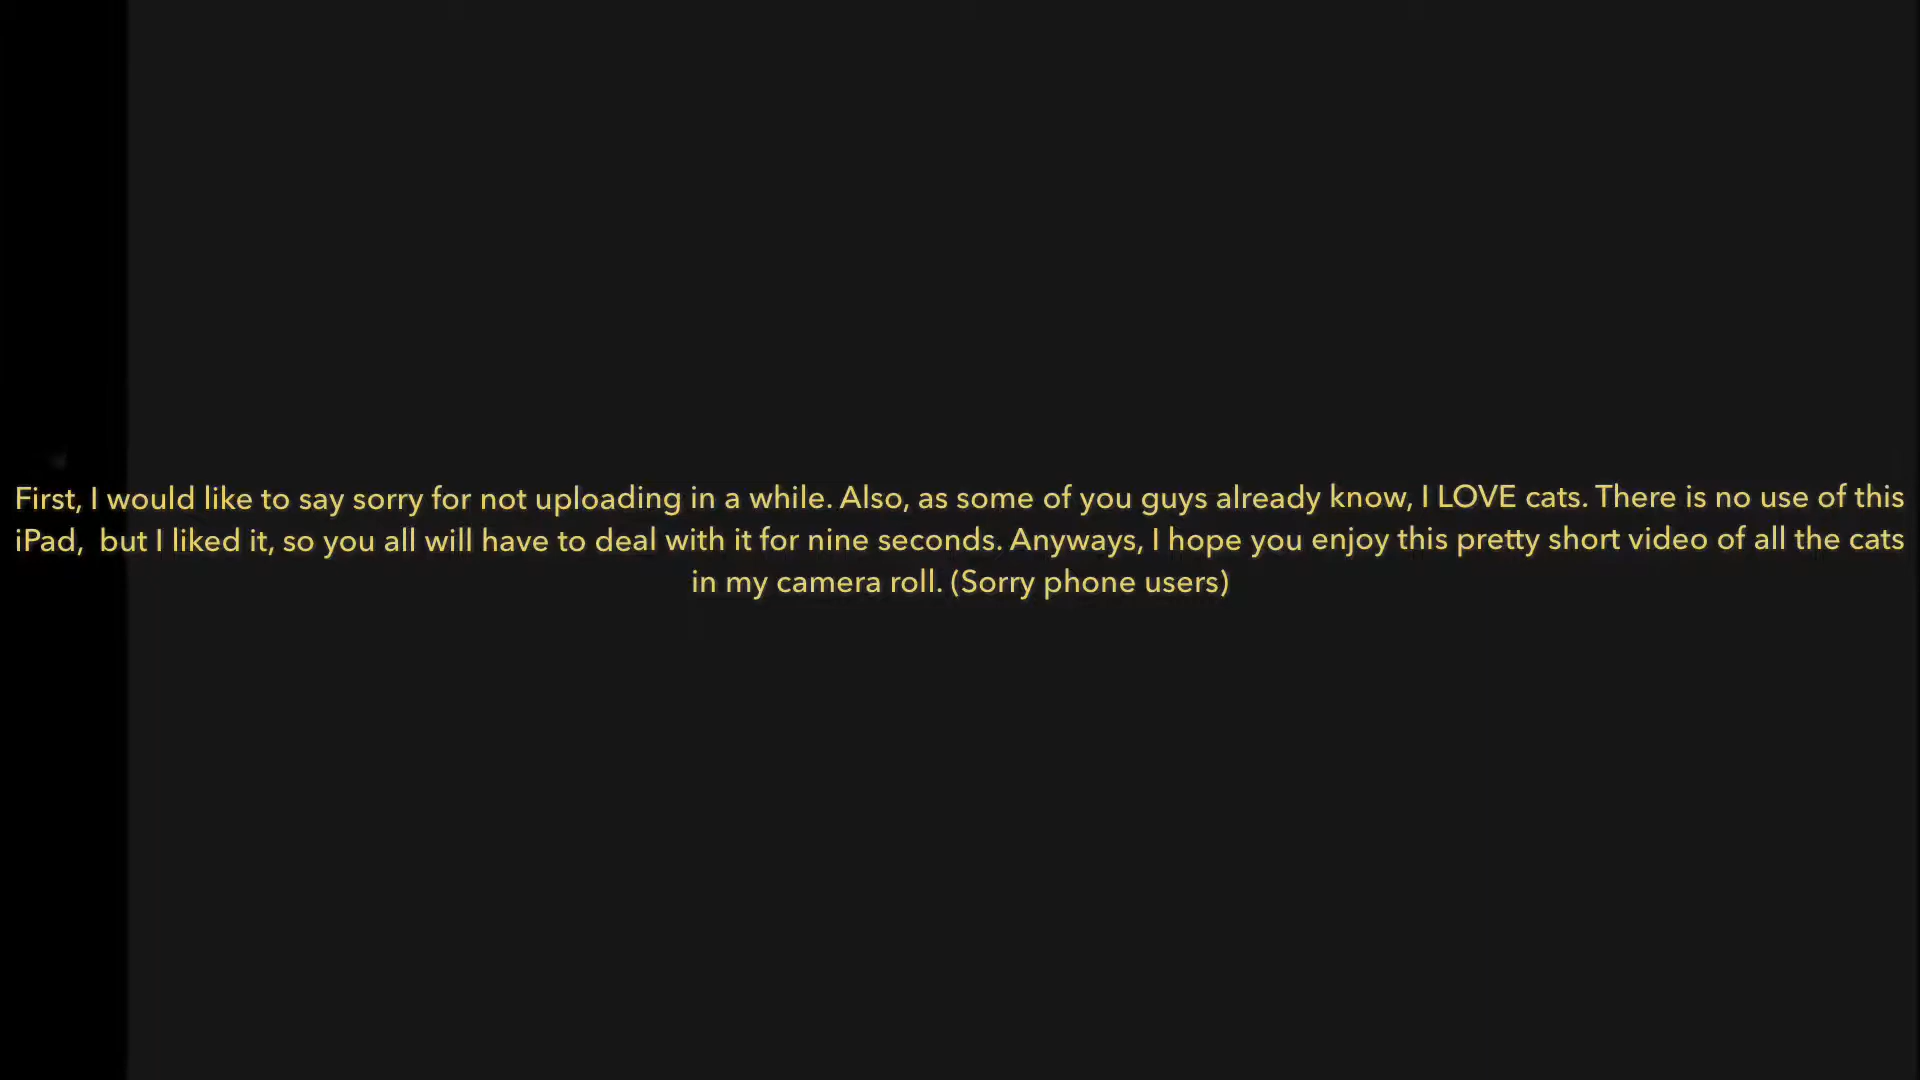 First, I would like to say sorry for not uploading in a while. Also, as some of you guys already know, I LOVE cats. There is no use of this
iPad,  but I liked it, so you all will have to deal with it for nine seconds. Anyways, I hope you enjoy this pretty short video of all the cats
in my camera roll. (Sorry phone users)